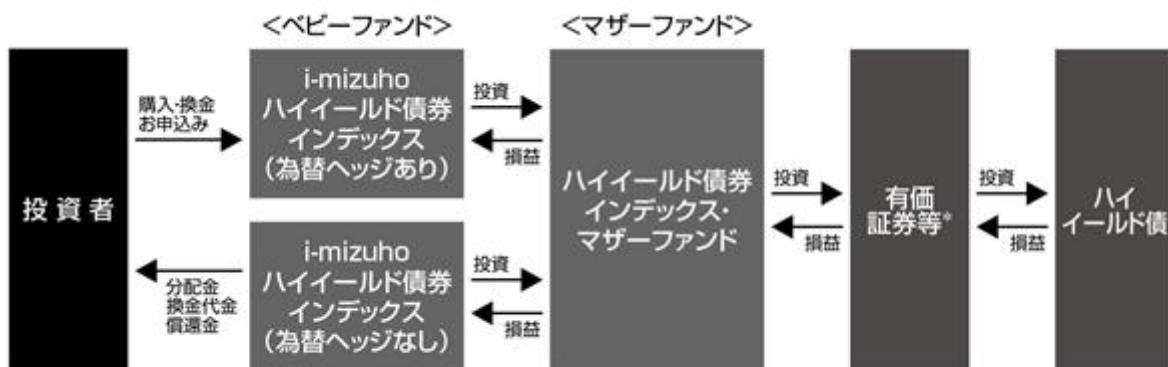 <ベビーファンド>
<マザーファンド>
投資者
購入・換金
お申込み
分配金
換金代金
償還金
i-mizuho
ハイイールド債券
インデックス
(為替ヘッジあり)
i-mizuho
ハイイールド債券
インデックス
(為替ヘッジなし)
投資
損益
投資
損益
ハイイールド債券
インデックス・
マザーファンド
投資
損益
有価
証券等*
投資
損益
ハイ
イールド債